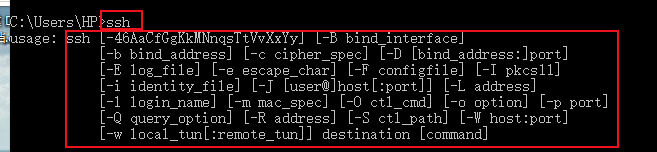 C:\Users\HP>ssh
usage: ssh [-46AaCfGgKkMNnqsTtVvXxYy] [-B bind_interface]
[-b bind_address] [-c cipher_spec] [-D [bind_address:]port]
[-E log_file] [-e escape_char] [-F configfile] [-I pkcs11]
[-i identity_file] [-J [user@]host[:port]] [-L address]
[-l login_name] [-m mac_spec] [-O ctl_cmd] [-o option] [-p port]
[-Q query_option] [-R address] [-S ctl_path] [-W host:port]
[-w local_tun[:remote_tun]] destination [command]